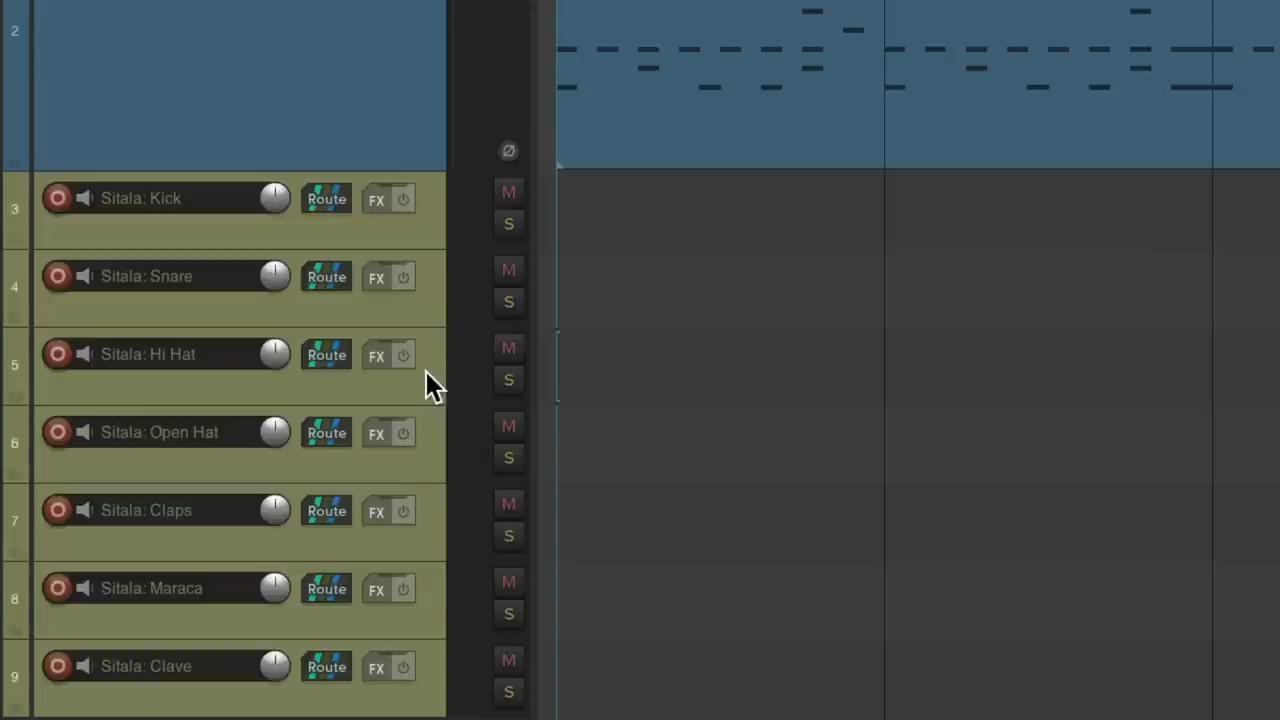 2
3 Sitala: Kick Route FX M
S
4 Sitala: Snare Route FX M
S
5 Sitala: Hi Hat Route FX M
S
6 Sitala: Open Hat Route FX M
S
7 Sitala: Claps Route FX M
S
8 Sitala: Maraca Route FX M
S
9 Sitala: Clave Route FX M
S